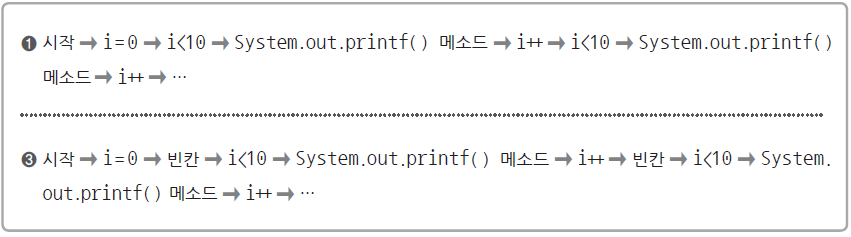 ❶ 시작 ➔ i=0 ➔ i<10 ➔ System.out.printf() 메소드 ➔ i++ ➔ i<10 ➔ System.out.printf()
메소드 ➔ i++ ➔ …
❸ 시작 ➔ i=0 ➔ 빈칸 ➔ i<10 ➔ System.out.printf() 메소드 ➔ i++ ➔ 빈칸 ➔ i<10 ➔ System.
out.printf() 메소드 ➔ i++ ➔ …